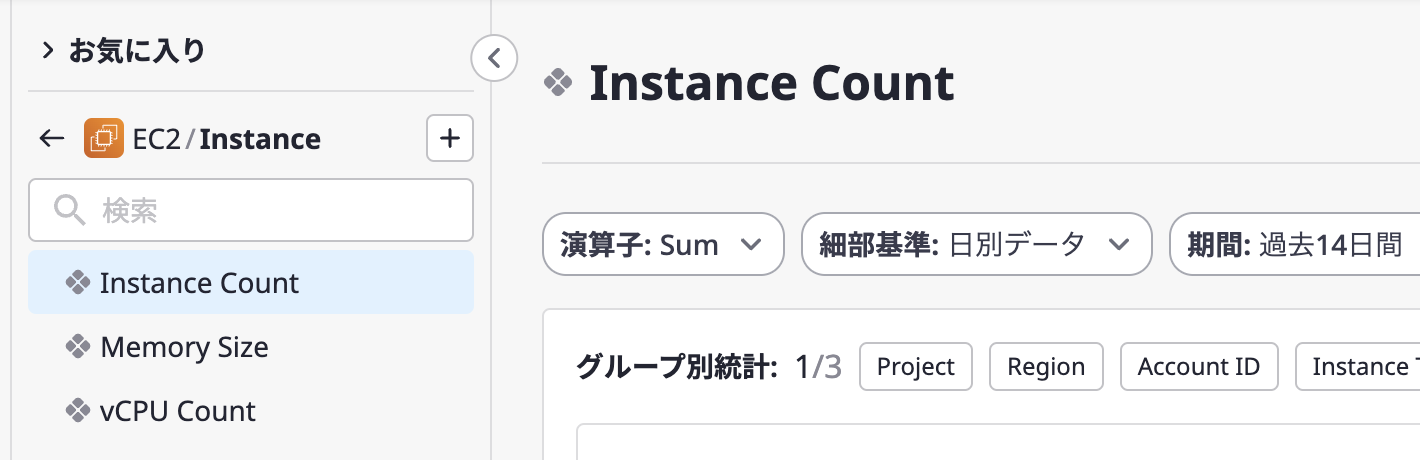 お気に入り
EC2/Instance
検索
Instance Count
Memory Size
vCPU Count
Instance Count
演算子: Sum
細部基準: 日別データ
期間: 過去14日間
グループ別統計: 1/3 Project Region Account ID Instance